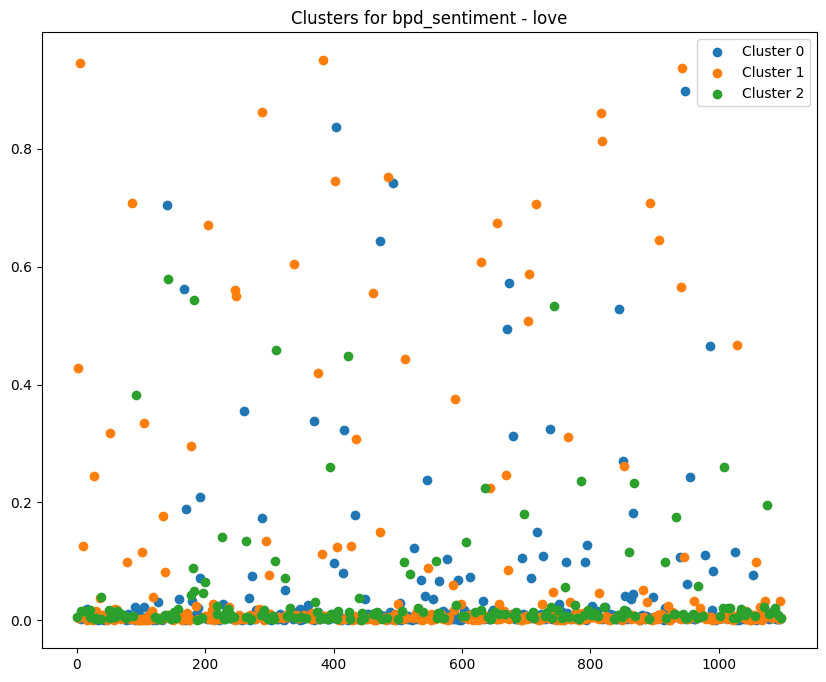 Clusters for bpd_sentiment - love
Cluster 0
Cluster 1
Cluster 2
0.8
0.6
0.4
0.2
0.0
0 200 400 600 800 1000